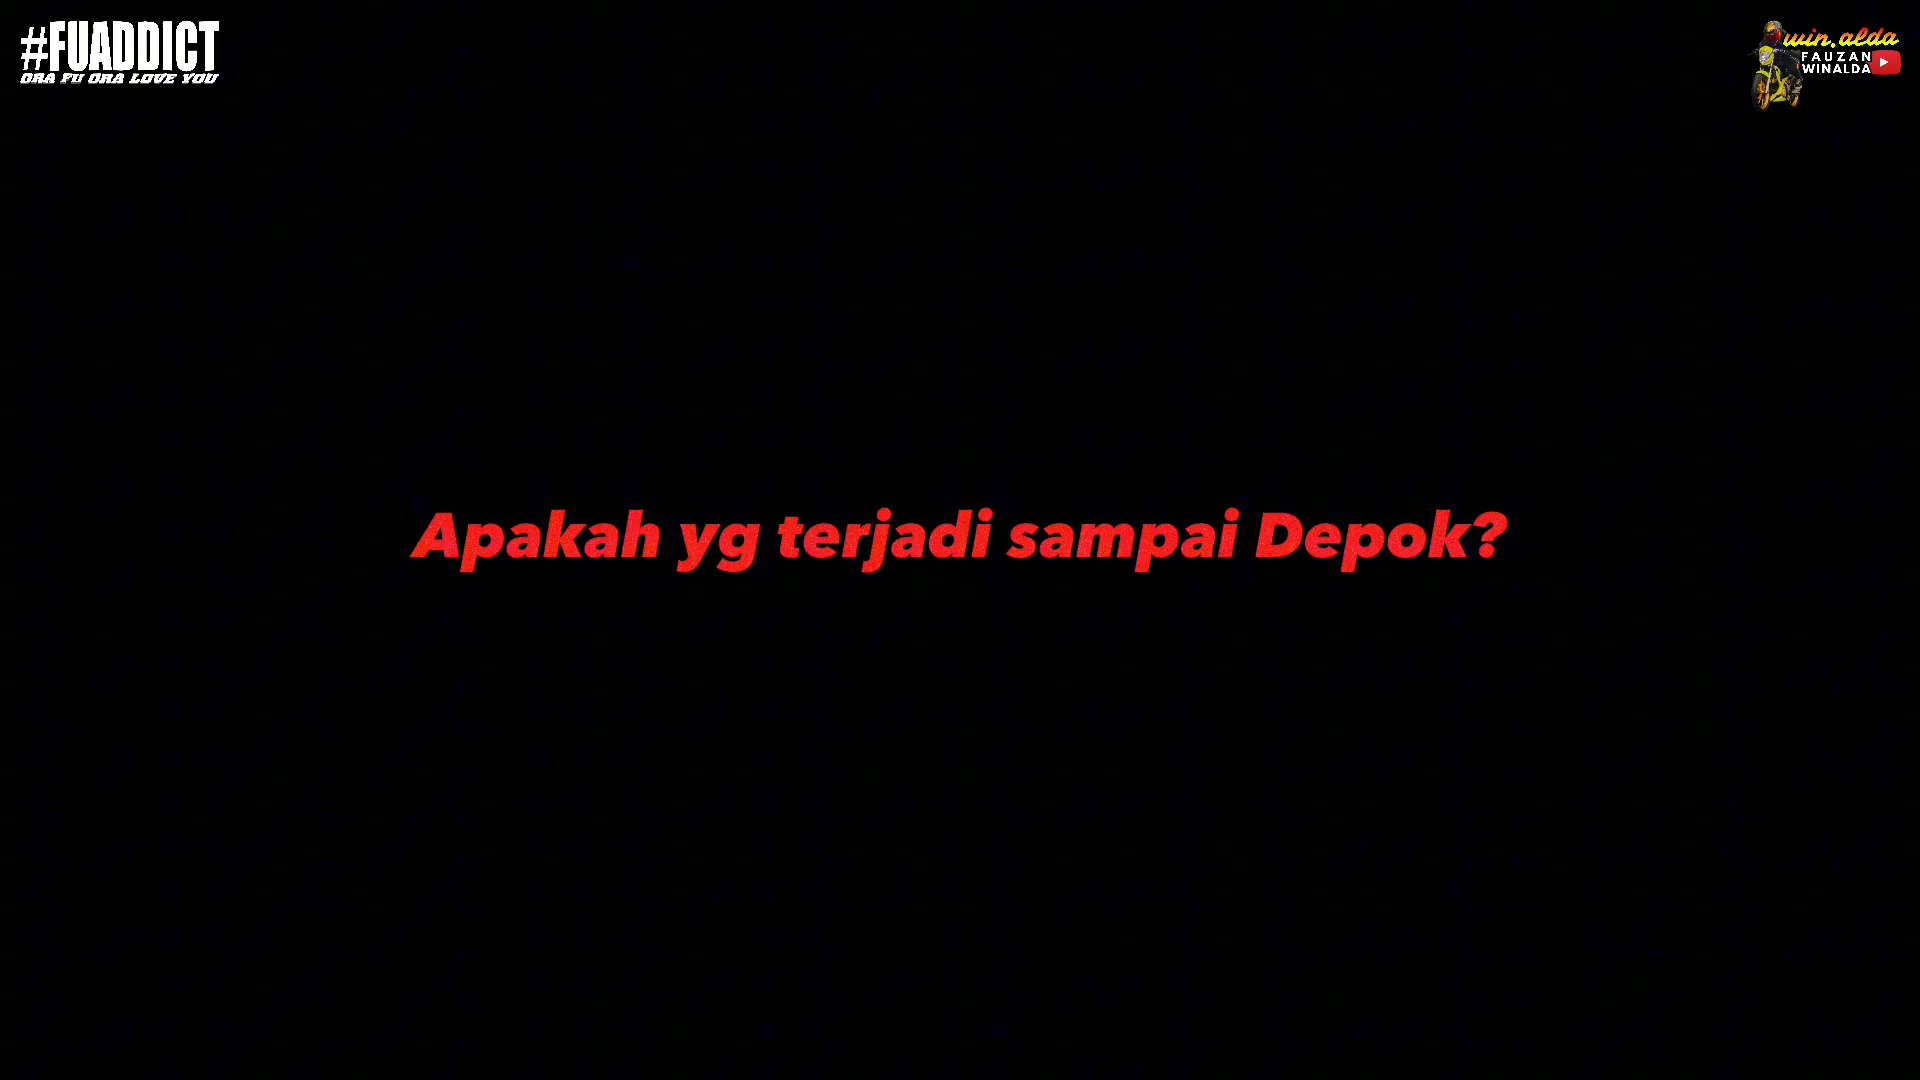 #FUADDICT
ORA FU ORA LOVE YOU
win.alda
FAUZAN
WINALDA
Apakah yg terjadi sampai Depok?